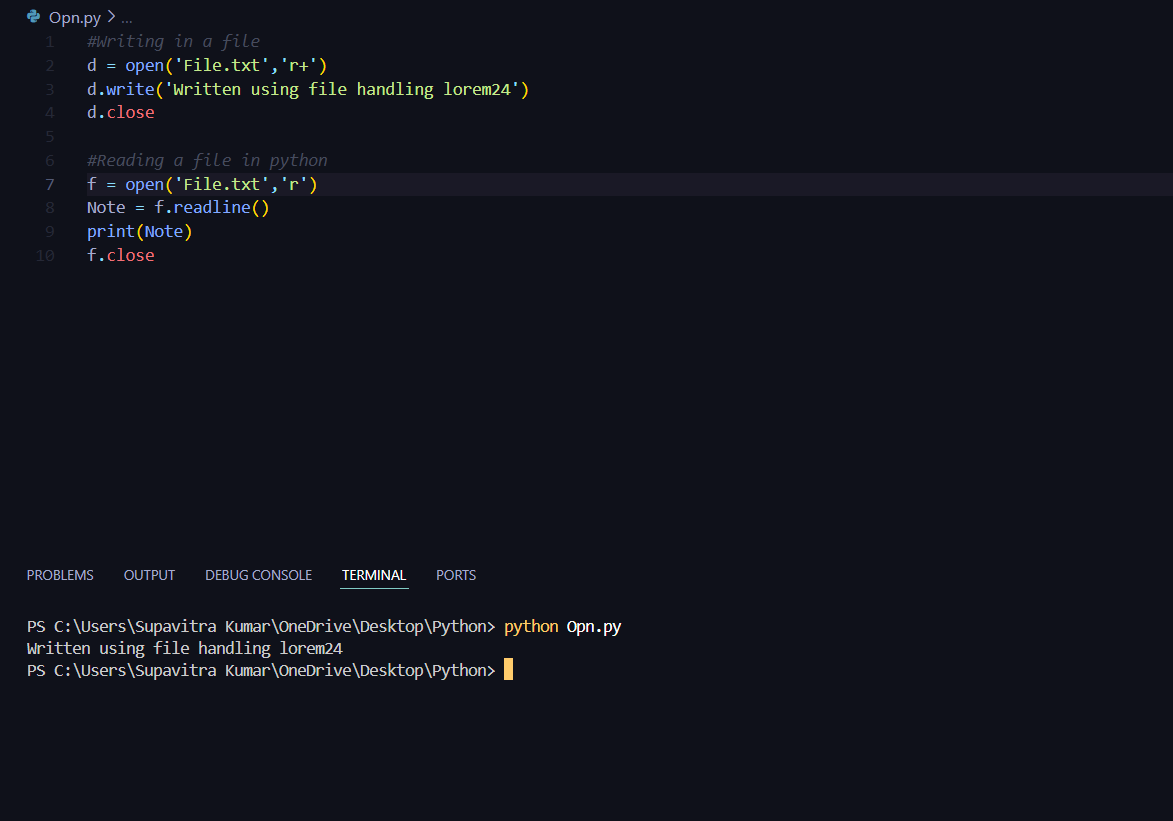 Opn.py > ...
1 #Writing in a file
2 d = open('File.txt','r+')
3 d.write('Written using file handling lorem24')
4 d.close
5
6 #Reading a file in python
7 f = open('File.txt','r')
8 Note = f.readline()
9 print(Note)
10 f.close
PROBLEMS OUTPUT DEBUG CONSOLE TERMINAL PORTS
PS C:\Users\Supavitra Kumar\OneDrive\Desktop\Python> python Opn.py
Written using file handling lorem24
PS C:\Users\Supavitra Kumar\OneDrive\Desktop\Python>